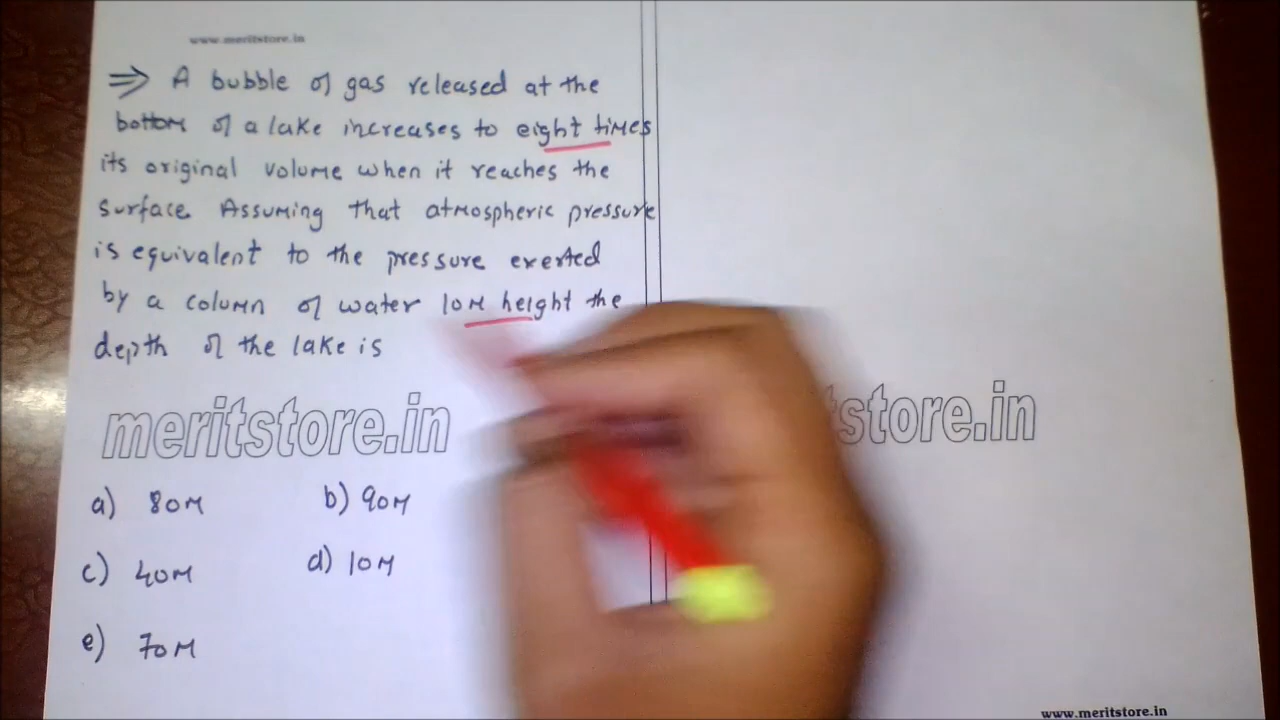 www.meritstore.in
⇒ A bubble of gas released at the
bottom of a lake increases to eight times
its original volume when it reaches the
surface. Assuming that atmospheric pressure
is equivalent to the pressure exerted
by a column of water 10M height the
depth of the lake is
meritstore.in
store.in
a) 80M b) 90M
c) 40M d) 10M
e) 70M
www.meritstore.in